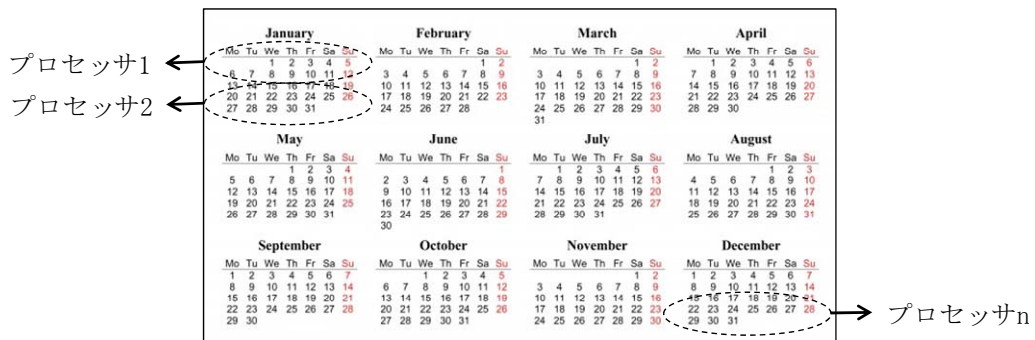 プロセッサ1
プロセッサ2
January
Mo Tu We Th Fr Sa Su
1 2 3 4 5
6 7 8 9 10 11 12
13 14 15 16 17 18 19
20 21 22 23 24 25 26
27 28 29 30 31
February
Mo Tu We Th Fr Sa Su
1 2
3 4 5 6 7 8 9
10 11 12 13 14 15 16
17 18 19 20 21 22 23
24 25 26 27 28
March
Mo Tu We Th Fr Sa Su
1 2
3 4 5 6 7 8 9
10 11 12 13 14 15 16
17 18 19 20 21 22 23
24 25 26 27 28 29 30
31
April
Mo Tu We Th Fr Sa Su
1 2 3 4 5 6
7 8 9 10 11 12 13
14 15 16 17 18 19 20
21 22 23 24 25 26 27
28 29 30
May
Mo Tu We Th Fr Sa Su
1 2 3 4
5 6 7 8 9 10 11
12 13 14 15 16 17 18
19 20 21 22 23 24 25
26 27 28 29 30 31
June
Mo Tu We Th Fr Sa Su
1
2 3 4 5 6 7 8
9 10 11 12 13 14 15
16 17 18 19 20 21 22
23 24 25 26 27 28 29
30
July
Mo Tu We Th Fr Sa Su
1 2 3 4 5 6
7 8 9 10 11 12 13
14 15 16 17 18 19 20
21 22 23 24 25 26 27
28 29 30 31
August
Mo Tu We Th Fr Sa Su
1 2 3
4 5 6 7 8 9 10
11 12 13 14 15 16 17
18 19 20 21 22 23 24
25 26 27 28 29 30 31
September
Mo Tu We Th Fr Sa Su
1 2 3 4 5 6 7
8 9 10 11 12 13 14
15 16 17 18 19 20 21
22 23 24 25 26 27 28
29 30
October
Mo Tu We Th Fr Sa Su
1 2 3 4 5
6 7 8 9 10 11 12
13 14 15 16 17 18 19
20 21 22 23 24 25 26
27 28 29 30 31
November
Mo Tu We Th Fr Sa Su
1 2
3 4 5 6 7 8 9
10 11 12 13 14 15 16
17 18 19 20 21 22 23
24 25 26 27 28 29 30
December
Mo Tu We Th Fr Sa Su
1 2 3 4 5 6 7
8 9 10 11 12 13 14
15 16 17 18 19 20 21
22 23 24 25 26 27 28
29 30 31
プロセッサn